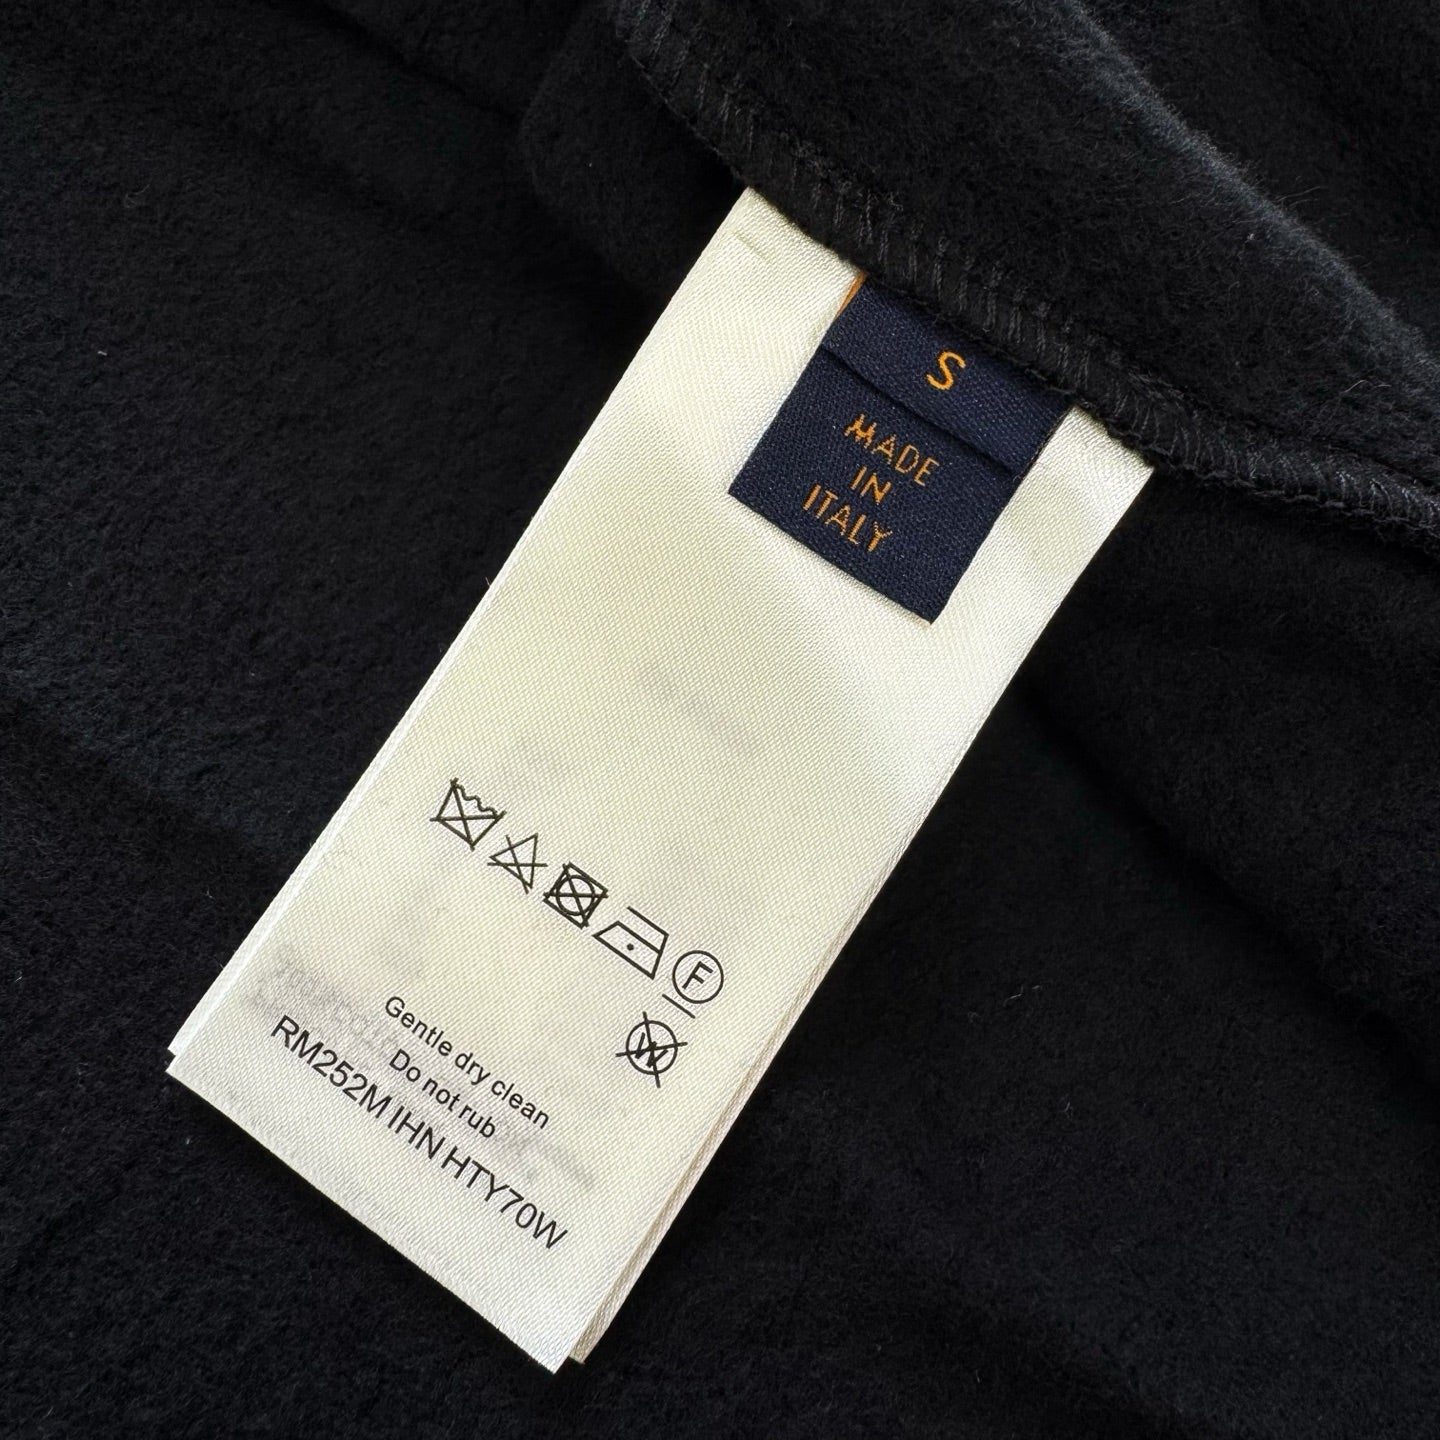 S
MADE
IN
ITALY
F
W
Gentle dry clean
Do not rub
RM252M IHN HTY70W